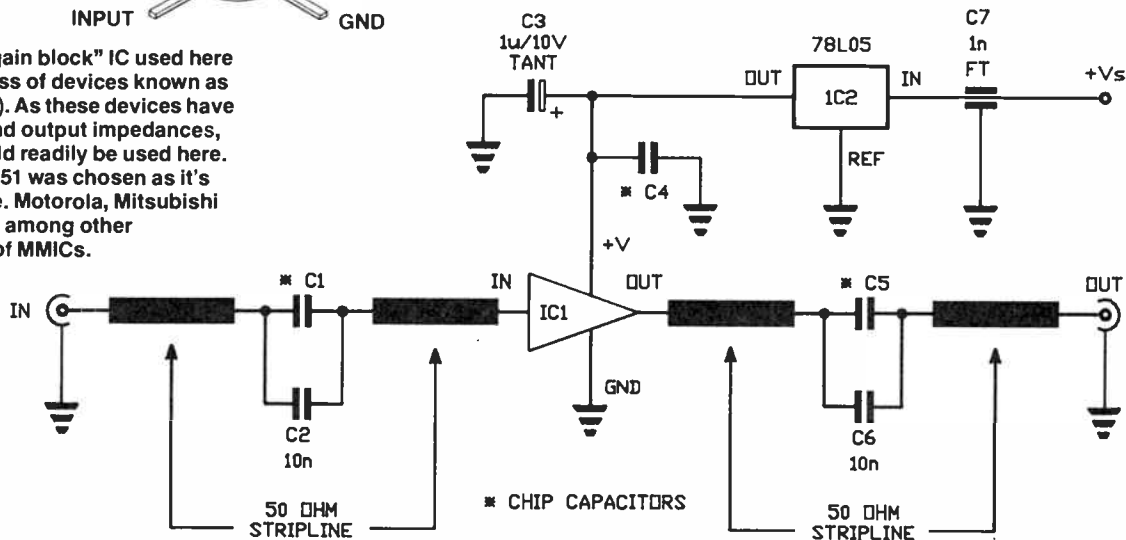 INPUT
GND
gain block" IC used here
ss of devices known as
). As these devices have
nd output impedances,
ld readily be used here.
51 was chosen as it's
e. Motorola, Mitsubishi
among other
of MMICs.
C3
1u/10V
TANT
+
78L05
OUT
IC2
IN
REF
C7
1n
FT
+Vs
* C4
+V
IN
* C1
C2
10n
IN
IC1
OUT
GND
* C5
C6
10n
OUT
50 OHM
STRIPLINE
* CHIP CAPACITORS
50 OHM
STRIPLINE